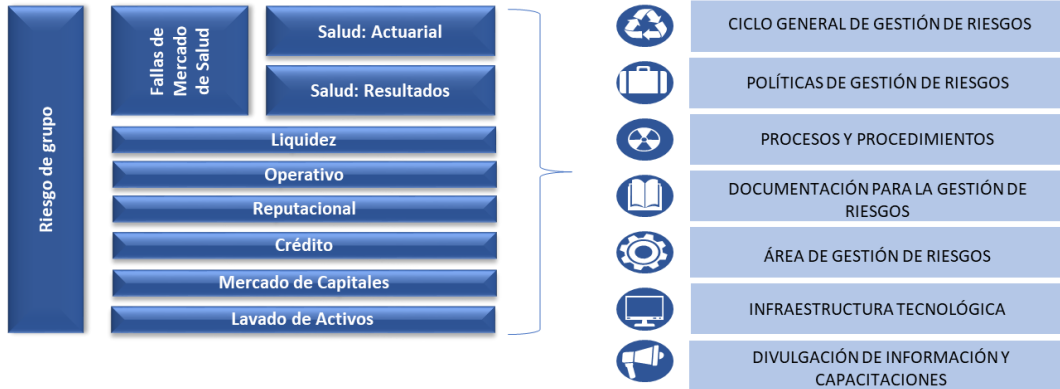 Riesgo de grupo
Fallas de
Mercado
de Salud
Salud: Actuarial
Salud: Resultados
Liquidez
Operativo
Reputacional
Crédito
Mercado de Capitales
Lavado de Activos
CICLO GENERAL DE GESTIÓN DE RIESGOS
POLÍTICAS DE GESTIÓN DE RIESGOS
PROCESOS Y PROCEDIMIENTOS
DOCUMENTACIÓN PARA LA GESTIÓN DE
RIESGOS
ÁREA DE GESTIÓN DE RIESGOS
INFRAESTRUCTURA TECNOLÓGICA
DIVULGACIÓN DE INFORMACIÓN Y
CAPACITACIONES